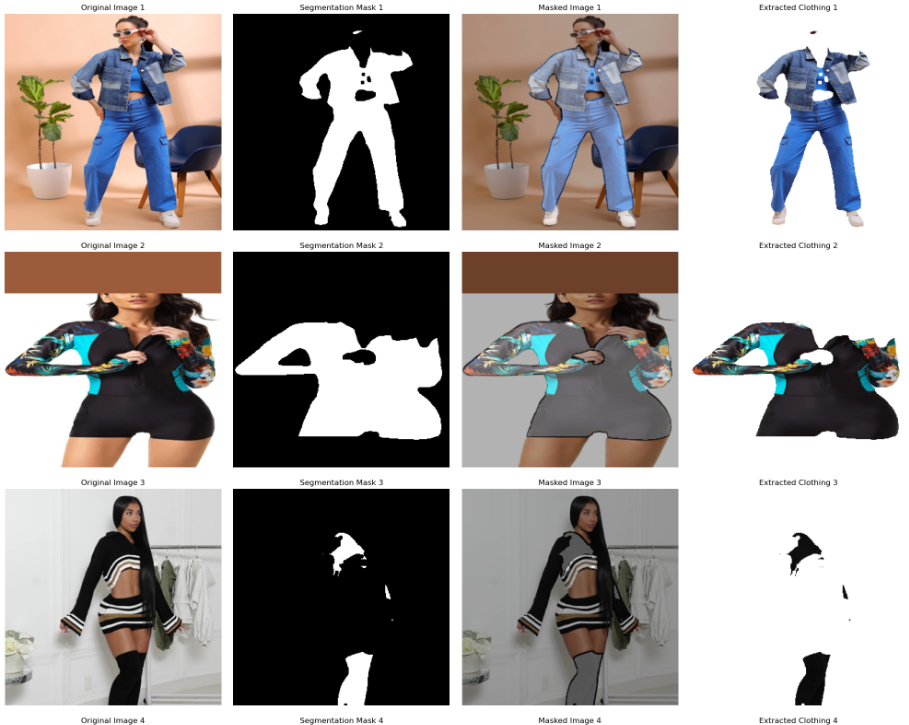 Original Image 1
Segmentation Mask 1
Masked Image 1
Extracted Clothing 1
Original Image 2
Segmentation Mask 2
Masked Image 2
Extracted Clothing 2
Original Image 3
Segmentation Mask 3
Masked Image 3
Extracted Clothing 3
Original Image 4
Segmentation Mask 4
Masked Image 4
Extracted Clothing 4